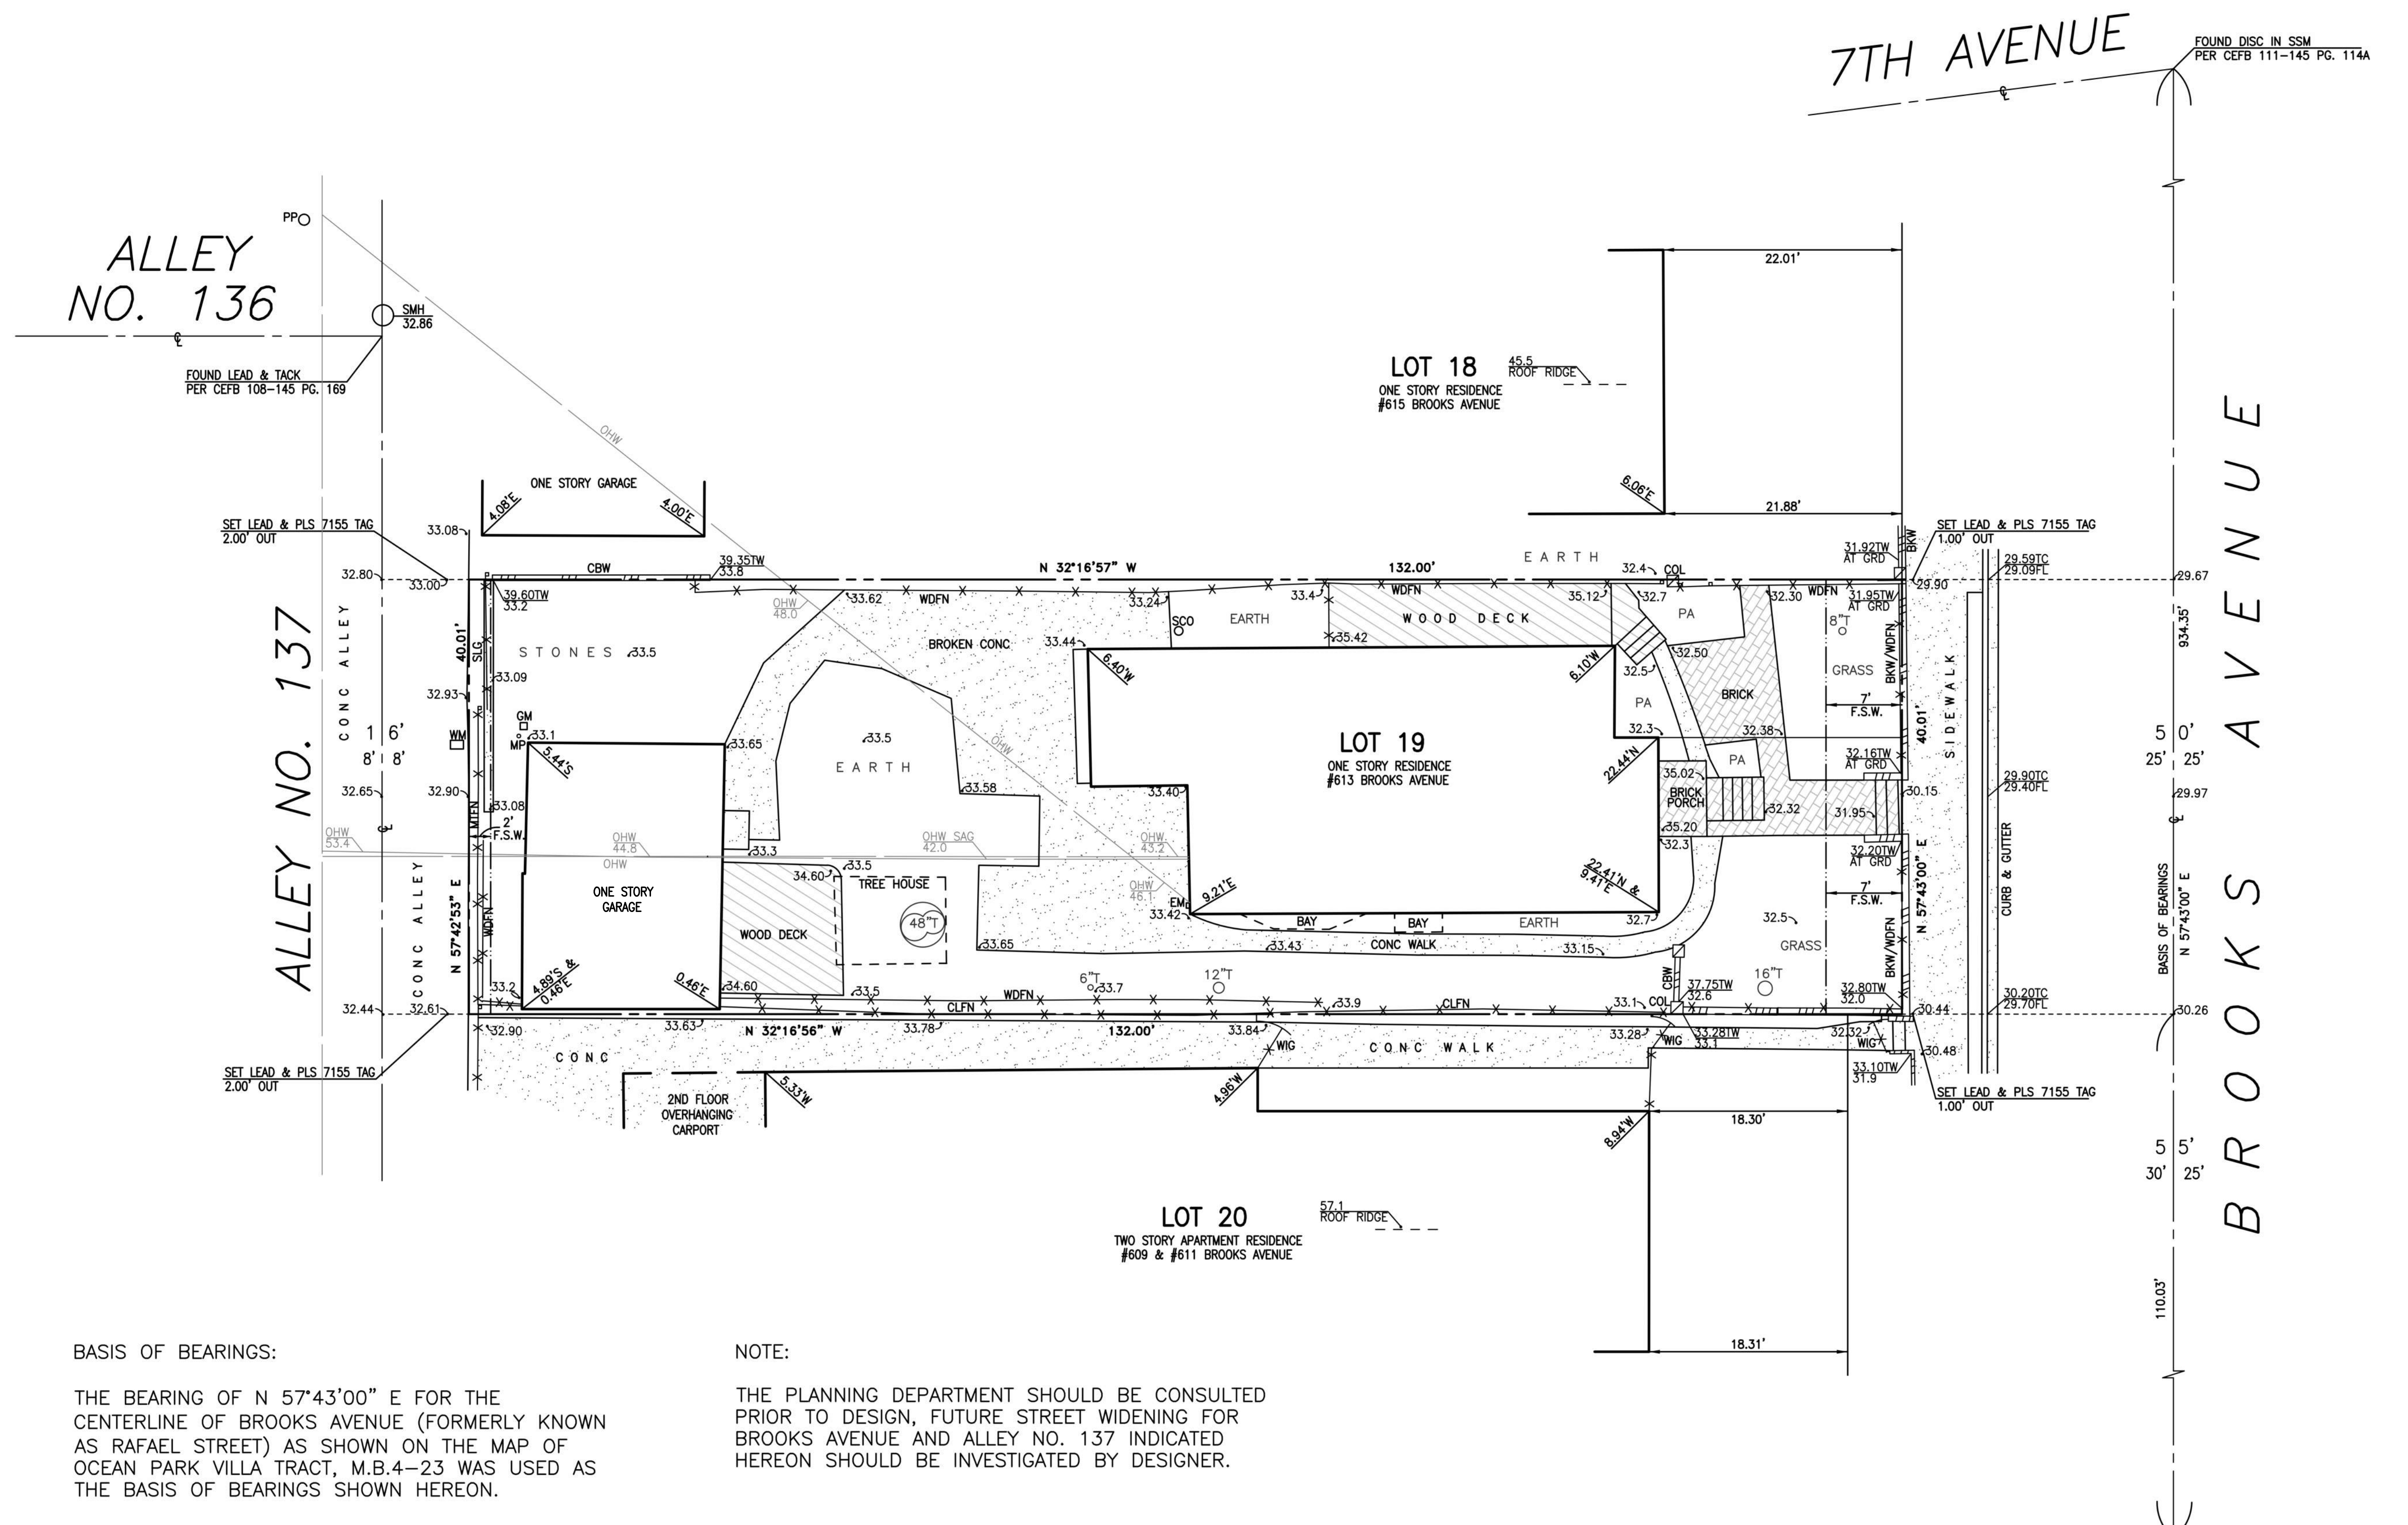 7TH AVENUE
℄
FOUND DISC IN SSM
PER CEFB 111-145 PG. 114A
PP
ALLEY
NO. 136
℄
SMH
32.86
FOUND LEAD & TACK
PER CEFB 108-145 PG. 169
OHW
22.01'
LOT 18
ONE STORY RESIDENCE
#615 BROOKS AVENUE
45.5
ROOF RIDGE
ONE STORY GARAGE
4.08'E
4.00'E
6.06'E
21.88'
SET LEAD & PLS 7155 TAG
2.00' OUT
33.08
SET LEAD & PLS 7155 TAG
1.00' OUT
BKW
31.92TW
AT GRD
29.59TC
29.09FL
EARTH
CBW
39.35TW
33.8
N 32°16'57" W
132.00'
32.4
COL
32.80
33.00
29.90
29.67
39.60TW
33.2
OHW
48.0
33.62
WDFN
33.24
33.4
WDFN
35.12
32.7
PA
32.30
WDFN
31.95TW
AT GRD
SCO
EARTH
WOOD DECK
8"T
934.35'
40.01'
SLG
STONES
33.5
BROKEN CONC
33.44
35.42
32.50
33.09
6.40'W
6.10'W
32.5
BKW/WDFN
GRASS
SIDEWALK
CONC ALLEY
32.93
BRICK
PA
7'
F.S.W.
GM
MP
33.1
WM
5.44'S
33.65
33.5
EARTH
OHW
LOT 19
ONE STORY RESIDENCE
#613 BROOKS AVENUE
32.3
32.38
22.44'N
40.01'
16'
8' 8'
50'
25' 25'
PA
32.16TW
AT GRD
35.02
BRICK
PORCH
32.32
31.95
35.20
32.3
29.90TC
29.40FL
32.65
32.90
33.08
33.58
33.40
30.15
29.97
℄
℄
MTFN
2'
F.S.W.
OHW
53.4
OHW
44.8
OHW
OHW SAG
42.0
OHW
43.2
33.3
33.5
34.60
TREE HOUSE
OHW
46.1
32.20TW
AT GRD
ALLEY NO. 137
CONC ALLEY
N 57°42'53" E
WDFN
ONE STORY
GARAGE
WOOD DECK
48"T
EM
33.42
9.21'E
BAY
BAY
EARTH
22.41'N &
9.41'E
32.7
32.5
7'
F.S.W.
GRASS
BKW/WDFN
N 57°43'00" E
CURB & GUTTER
BASIS OF BEARINGS
N 57°43'00" E
BROOKS AVENUE
33.65
33.43
CONC WALK
33.15
33.2
4.89'S &
0.46'E
0.46'E
34.60
33.5
WDFN
CLFN
6"T
33.7
12"T
33.9
CLFN
33.1
COL
CBW
37.75TW
32.6
16"T
32.80TW
32.0
30.20TC
29.70FL
32.44
32.61
30.44
30.26
32.90
33.63
N 32°16'56" W
33.78
132.00'
33.84
WIG
CONC WALK
33.28
WIG
33.28TW
33.1
32.32
WIG
30.48
CONC
33.10TW
31.9
SET LEAD & PLS 7155 TAG
2.00' OUT
2ND FLOOR
OVERHANGING
CARPORT
5.33'W
4.96'W
8.94'W
18.30'
SET LEAD & PLS 7155 TAG
1.00' OUT
55'
30' 25'
LOT 20
TWO STORY APARTMENT RESIDENCE
#609 & #611 BROOKS AVENUE
57.1
ROOF RIDGE
110.03'
18.31'
BASIS OF BEARINGS:
THE BEARING OF N 57°43'00" E FOR THE
CENTERLINE OF BROOKS AVENUE (FORMERLY KNOWN
AS RAFAEL STREET) AS SHOWN ON THE MAP OF
OCEAN PARK VILLA TRACT, M.B.4-23 WAS USED AS
THE BASIS OF BEARINGS SHOWN HEREON.
NOTE:
THE PLANNING DEPARTMENT SHOULD BE CONSULTED
PRIOR TO DESIGN, FUTURE STREET WIDENING FOR
BROOKS AVENUE AND ALLEY NO. 137 INDICATED
HEREON SHOULD BE INVESTIGATED BY DESIGNER.